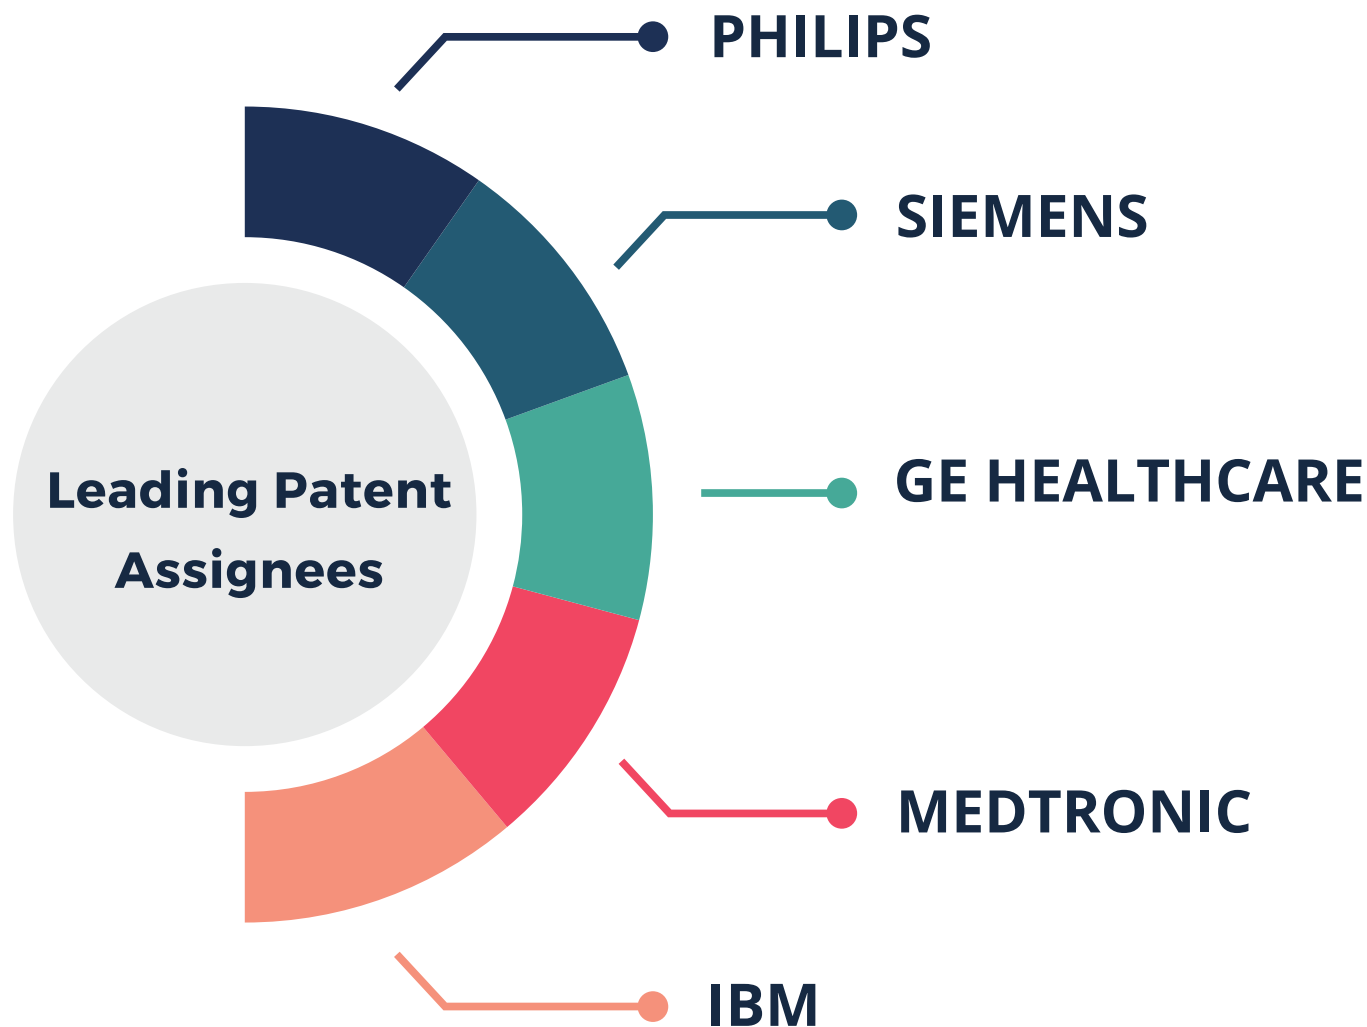 PHILIPS
SIEMENS
GE HEALTHCARE
Leading Patent
Assignees
MEDTRONIC
IBM